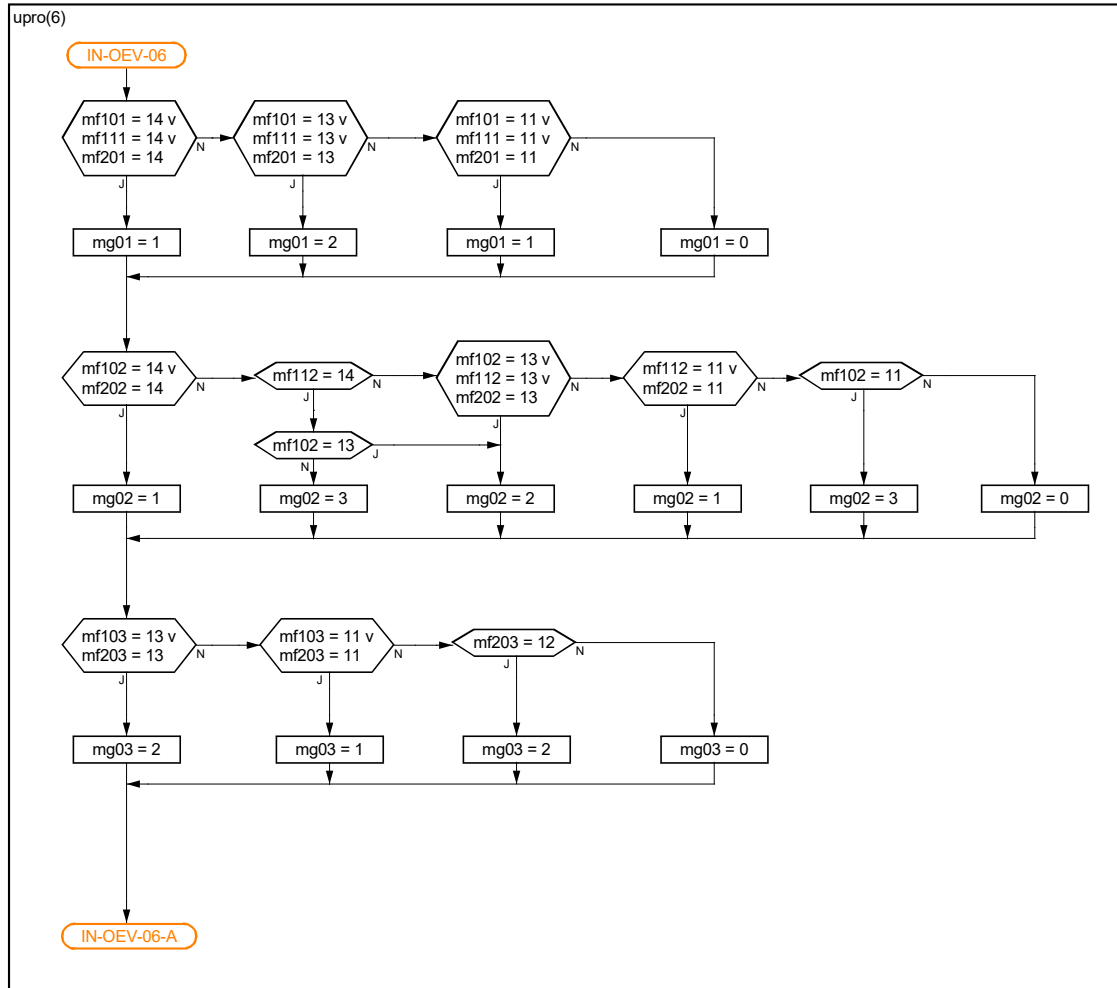 upro(6)
IN-OEV-06
mf101 = 14 v
mf111 = 14 v
mf201 = 14
N
J
mf101 = 13 v
mf111 = 13 v
mf201 = 13
N
J
mf101 = 11 v
mf111 = 11 v
mf201 = 11
N
J
mg01 = 1
mg01 = 2
mg01 = 1
mg01 = 0
mf102 = 14 v
mf202 = 14
N
J
mf112 = 14
N
J
mf102 = 13 v
mf112 = 13 v
mf202 = 13
N
J
mf112 = 11 v
mf202 = 11
N
J
mf102 = 11
N
J
mf102 = 13
J
N
mg02 = 1
mg02 = 3
mg02 = 2
mg02 = 1
mg02 = 3
mg02 = 0
mf103 = 13 v
mf203 = 13
N
J
mf103 = 11 v
mf203 = 11
N
J
mf203 = 12
N
J
mg03 = 2
mg03 = 1
mg03 = 2
mg03 = 0
IN-OEV-06-A